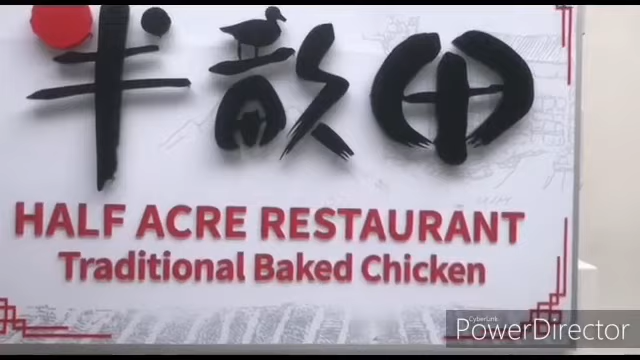 半畝田
HALF ACRE RESTAURANT
Traditional Baked Chicken
CyberLink
PowerDirector